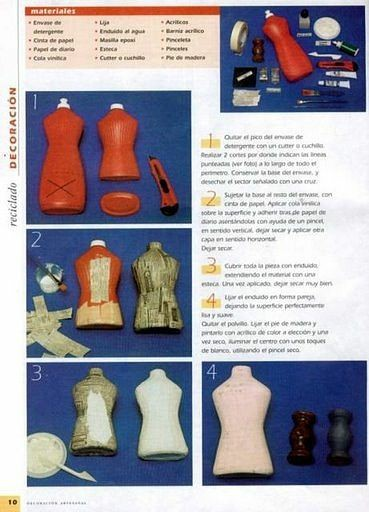 materiales
• Envase de
detergente
• Cinta de papel
• Papel de diario
• Cola vinílica
• Lija
• Enduido al agua
• Masilla epoxi
• Esteca
• Cutter o cuchillo
• Acrílicos
• Barniz acrílico
• Pinceleta
• Pinceles
• Pie de madera
reciclado DECORACIÓN
1
1 Quitar el pico del envase de
detergente con un cutter o cuchillo.
Realizar 2 cortes por donde indican las líneas
punteadas (ver foto) a lo largo de todo el
perímetro. Conservar la base del envase, y
desechar el sector señalado con una cruz.
2 Sujetar la base al resto del envase, con
cinta de papel. Aplicar cola vinílica
sobre la superficie y adherir tiras de papel de
diario asentándolas con ayuda de un pincel,
en sentido vertical, dejar secar y aplicar otra
capa en sentido horizontal.
Dejar secar.
3 Cubrir toda la pieza con enduido,
extendiendo el material con una
esteca. Una vez aplicado, dejar secar muy bien.
4 Lijar el enduido en forma pareja,
dejando la superficie perfectamente
lisa y suave.
Quitar el polvillo. Lijar el pie de madera y
pintarlo con acrílico de color a elección y una
vez seco, iluminar el centro con unos toques
de blanco, utilizando el pincel seco.
2
3
4
10 DECORACIÓN ARTESANAL